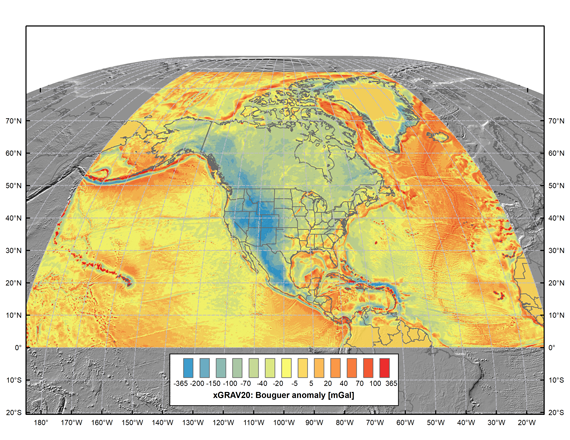 70°N 70°N
60°N 60°N
50°N 50°N
40°N 40°N
30°N 30°N
20°N 20°N
10°N 10°N
0° 0°
-365 -200 -150 -100 -70 -40 -20 -5 5 20 40 70 100 365
10°S 10°S
xGRAV20: Bouguer anomaly [mGal]
20°S 20°S
180° 170°W 160°W 150°W 140°W 130°W 120°W 110°W 100°W 90°W 80°W 70°W 60°W 50°W 40°W 30°W 20°W